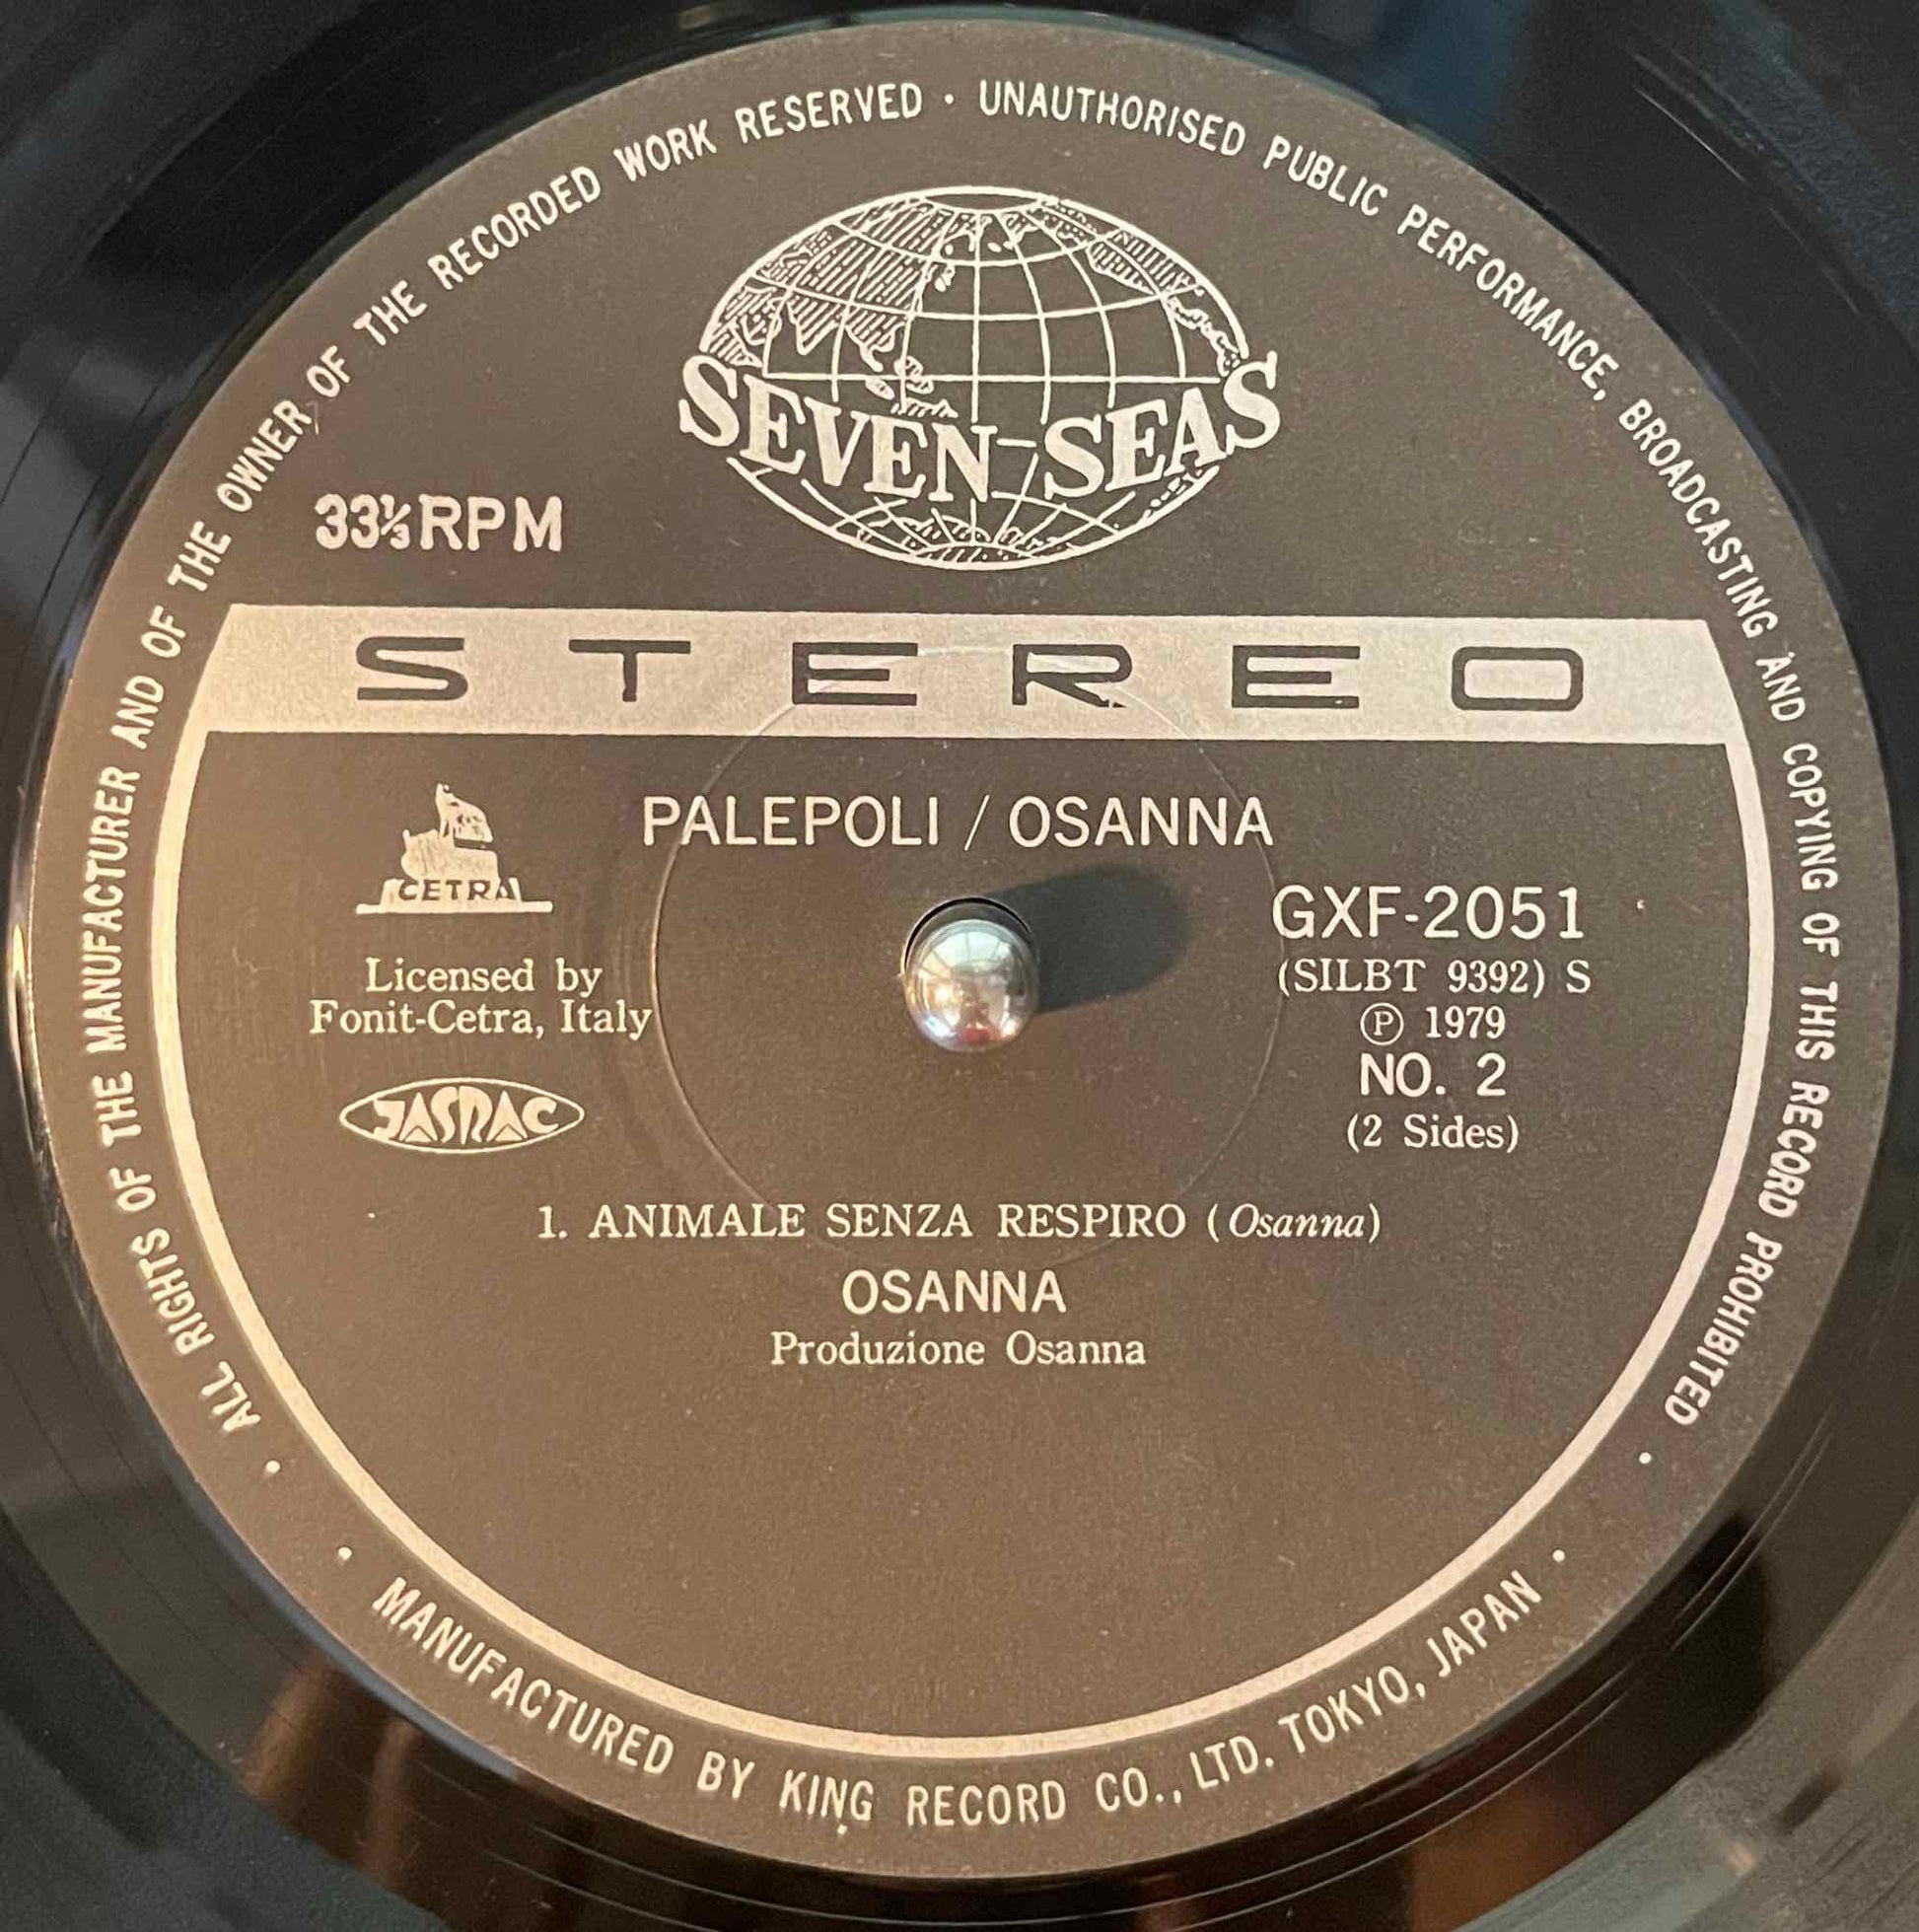 ALL RIGHTS OF THE MANUFACTURER AND OF THE OWNER OF THE RECORDED WORK RESERVED · UNAUTHORISED PUBLIC PERFORMANCE, BROADCASTING AND COPYING OF THIS RECORD PROHIBITED ·
SEVEN-SEAS
33⅓RPM
STEREO
PALEPOLI / OSANNA
CETRA
Licensed by
Fonit-Cetra, Italy
JASRAC
GXF-2051
(SILBT 9392) S
Ⓟ 1979
NO. 2
(2 Sides)
1. ANIMALE SENZA RESPIRO (Osanna)
OSANNA
Produzione Osanna
· MANUFACTURED BY KING RECORD CO., LTD. TOKYO, JAPAN ·